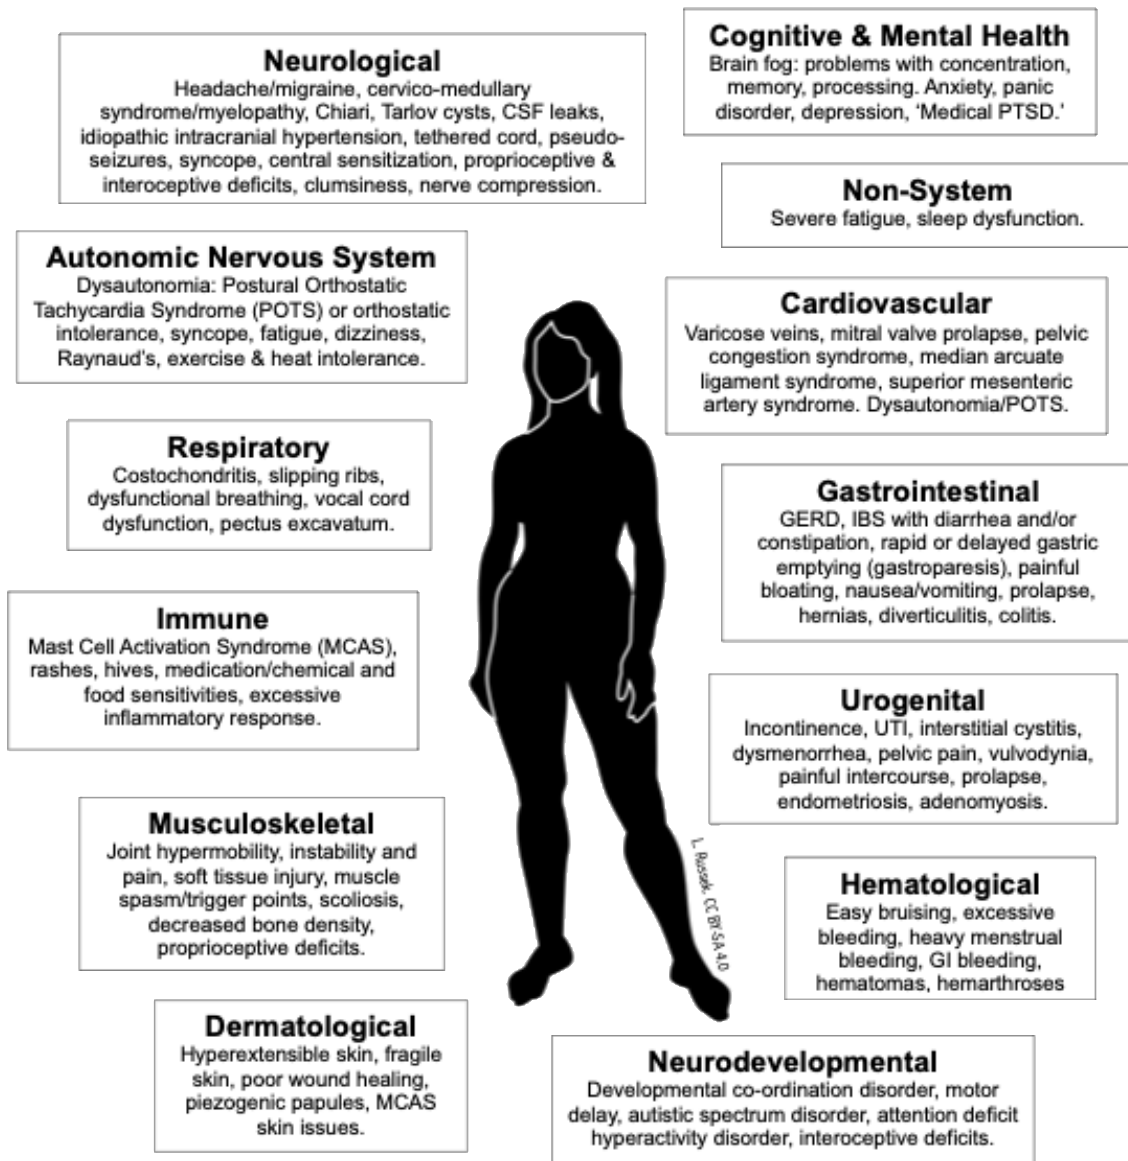 Neurological
Headache/migraine, cervico-medullary
syndrome/myelopathy, Chiari, Tarlov cysts, CSF leaks,
idiopathic intracranial hypertension, tethered cord, pseudo-
seizures, syncope, central sensitization, proprioceptive &
interoceptive deficits, clumsiness, nerve compression.
Cognitive & Mental Health
Brain fog: problems with concentration,
memory, processing. Anxiety, panic
disorder, depression, ‘Medical PTSD.’
Non-System
Severe fatigue, sleep dysfunction.
Autonomic Nervous System
Dysautonomia: Postural Orthostatic
Tachycardia Syndrome (POTS) or orthostatic
intolerance, syncope, fatigue, dizziness,
Raynaud’s, exercise & heat intolerance.
Cardiovascular
Varicose veins, mitral valve prolapse, pelvic
congestion syndrome, median arcuate
ligament syndrome, superior mesenteric
artery syndrome. Dysautonomia/POTS.
Respiratory
Costochondritis, slipping ribs,
dysfunctional breathing, vocal cord
dysfunction, pectus excavatum.
Gastrointestinal
GERD, IBS with diarrhea and/or
constipation, rapid or delayed gastric
emptying (gastroparesis), painful
bloating, nausea/vomiting, prolapse,
hernias, diverticulitis, colitis.
Immune
Mast Cell Activation Syndrome (MCAS),
rashes, hives, medication/chemical and
food sensitivities, excessive
inflammatory response.
Urogenital
Incontinence, UTI, interstitial cystitis,
dysmenorrhea, pelvic pain, vulvodynia,
painful intercourse, prolapse,
endometriosis, adenomyosis.
Musculoskeletal
Joint hypermobility, instability and
pain, soft tissue injury, muscle
spasm/trigger points, scoliosis,
decreased bone density,
proprioceptive deficits.
L. Russek, CC BY-SA 4.0
Hematological
Easy bruising, excessive
bleeding, heavy menstrual
bleeding, GI bleeding,
hematomas, hemarthroses
Dermatological
Hyperextensible skin, fragile
skin, poor wound healing,
piezogenic papules, MCAS
skin issues.
Neurodevelopmental
Developmental co-ordination disorder, motor
delay, autistic spectrum disorder, attention deficit
hyperactivity disorder, interoceptive deficits.